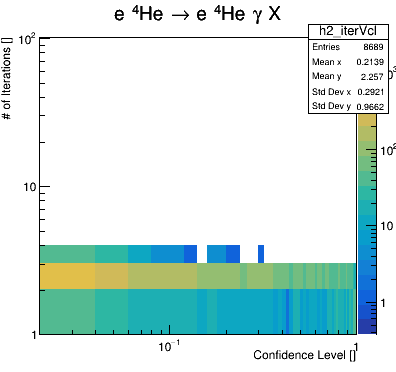 e ⁴He → e ⁴He γ X
h2_iterVcl
Entries 8689
Mean x 0.2139
Mean y 2.257
Std Dev x 0.2921
Std Dev y 0.9662
# of Iterations []
10²
10
1
10⁻¹
1
Confidence Level []
10²
10
1